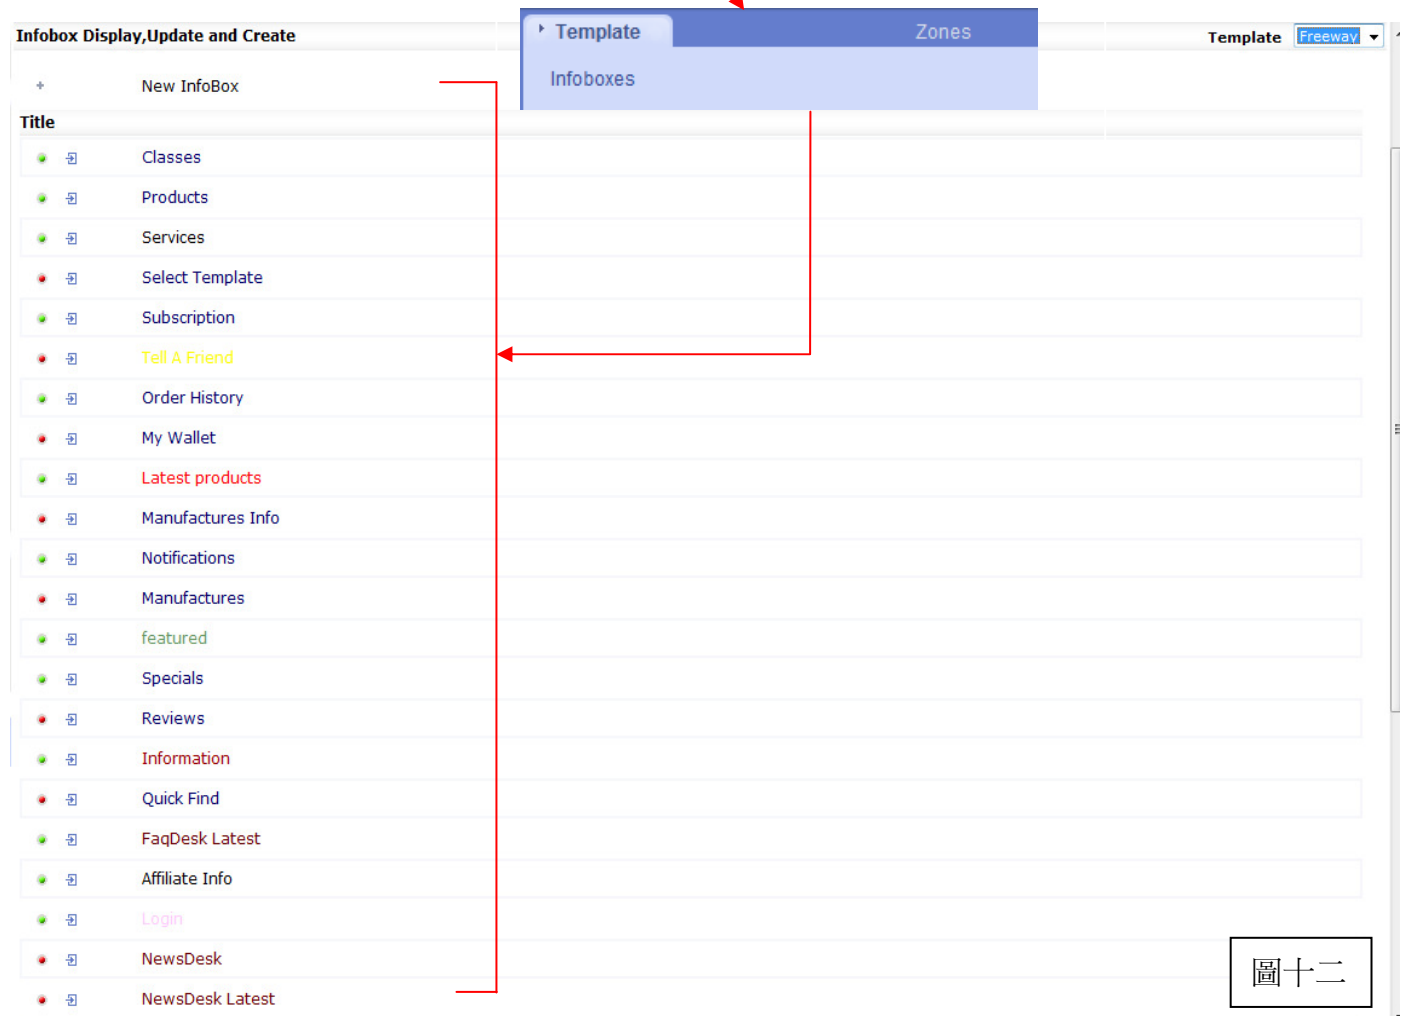 Infobox Display,Update and Create
Template Zones
Template Freeway
Infoboxes
New InfoBox
Title
Classes
Products
Services
Select Template
Subscription
Tell A Friend
Order History
My Wallet
Latest products
Manufactures Info
Notifications
Manufactures
featured
Specials
Reviews
Information
Quick Find
FaqDesk Latest
Affiliate Info
Login
NewsDesk
NewsDesk Latest
圖十二